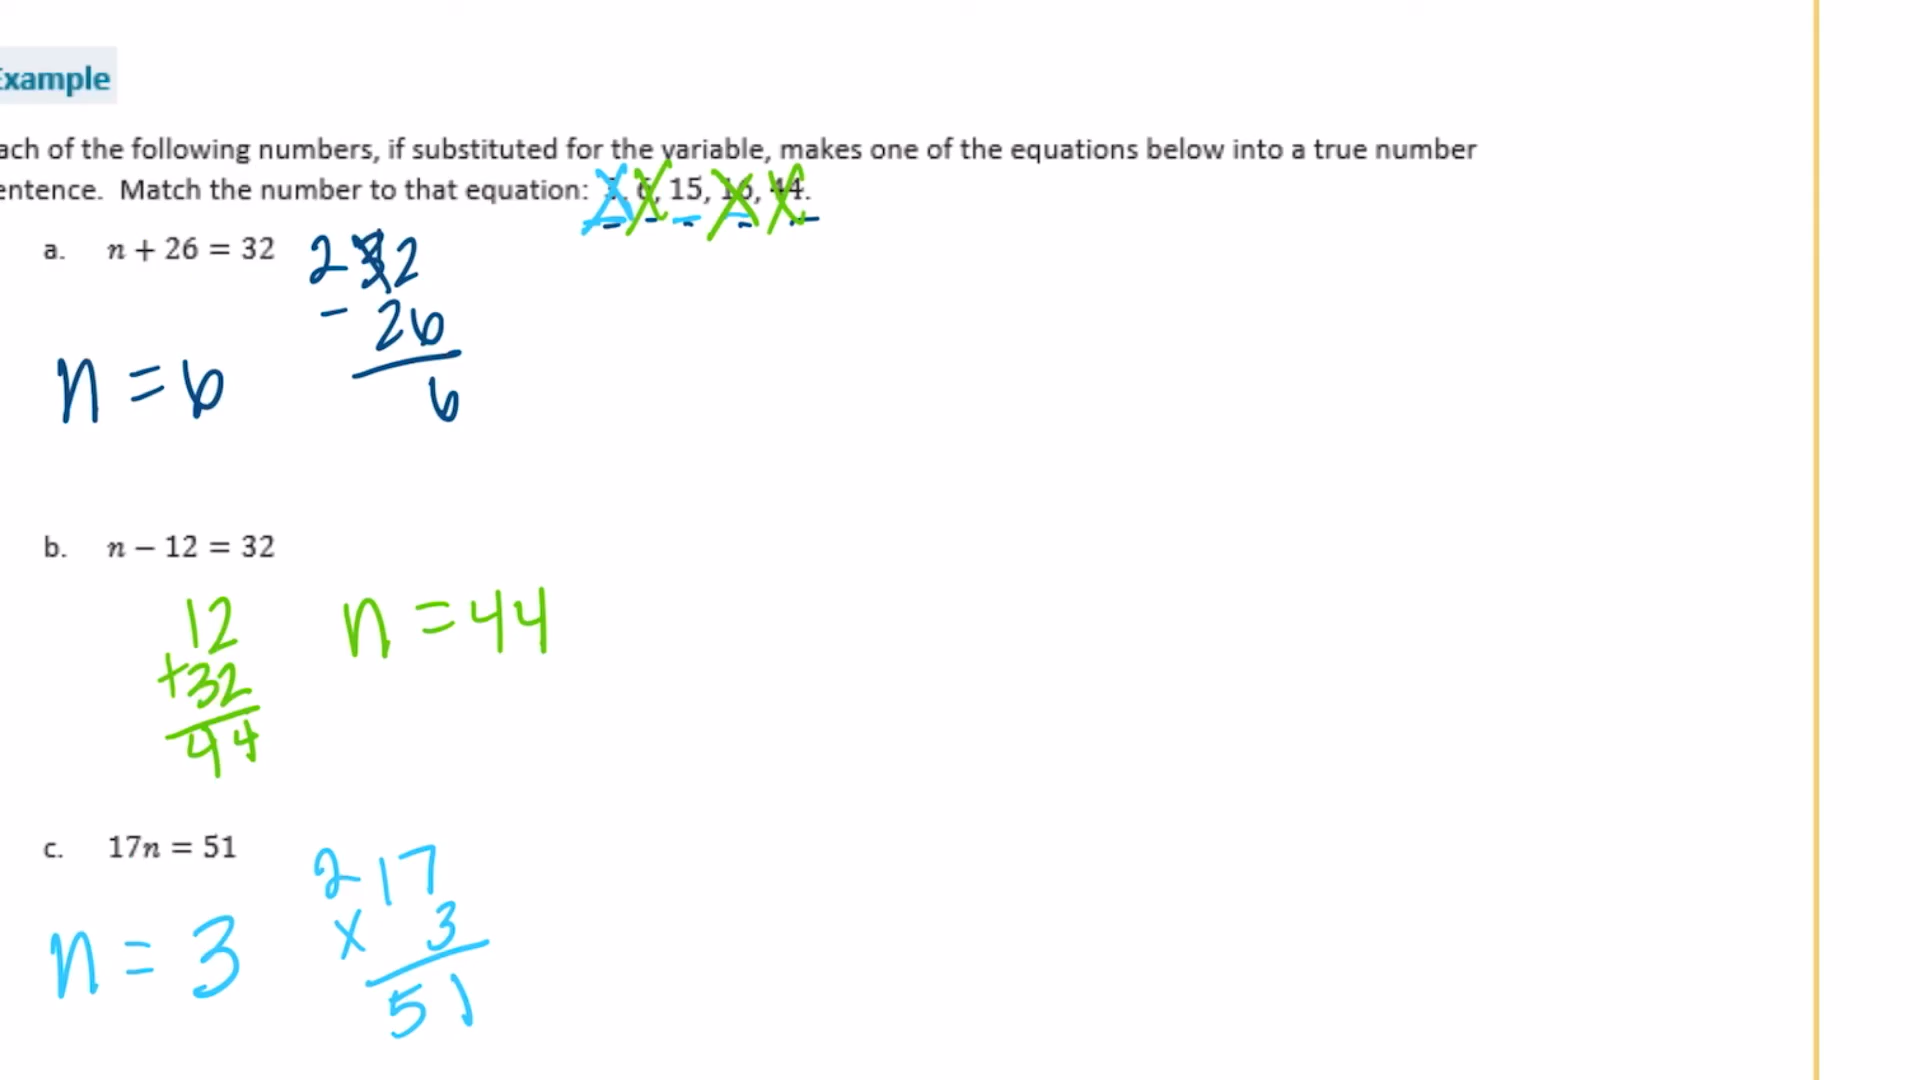 Example
ach of the following numbers, if substituted for the variable, makes one of the equations below into a true number
entence. Match the number to that equation: 3, 6, 15, 16, 44.
a. n + 26 = 32
2 32
- 26
6
n = 6
b. n − 12 = 32
12
+32
44
n = 44
c. 17n = 51
2 17
x 3
51
n = 3